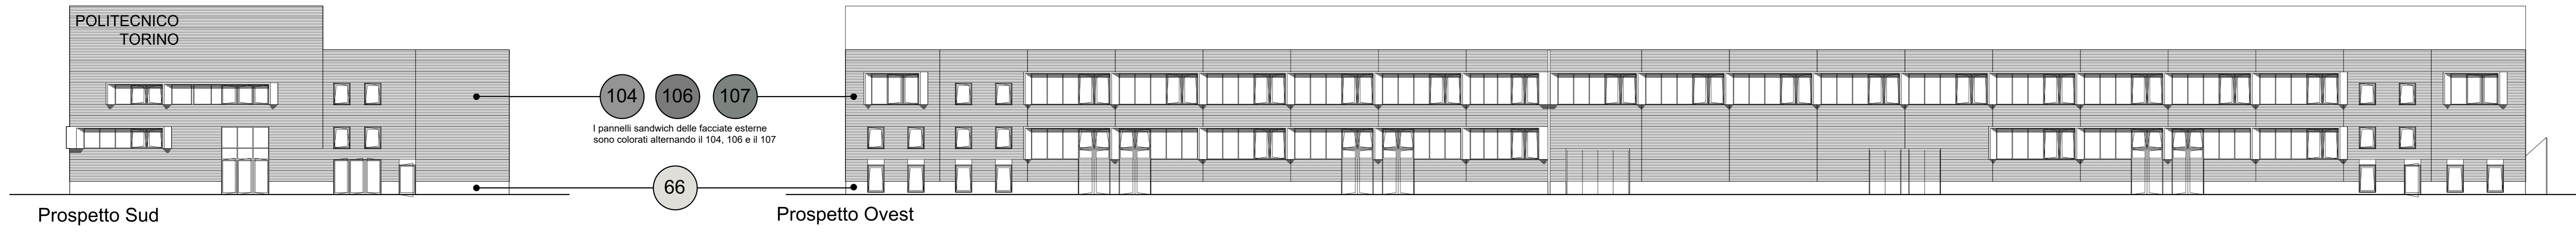 POLITECNICO
TORINO
104 106 107
I pannelli sandwich delle facciate esterne
sono colorati alternando il 104, 106 e il 107
66
Prospetto Sud
Prospetto Ovest